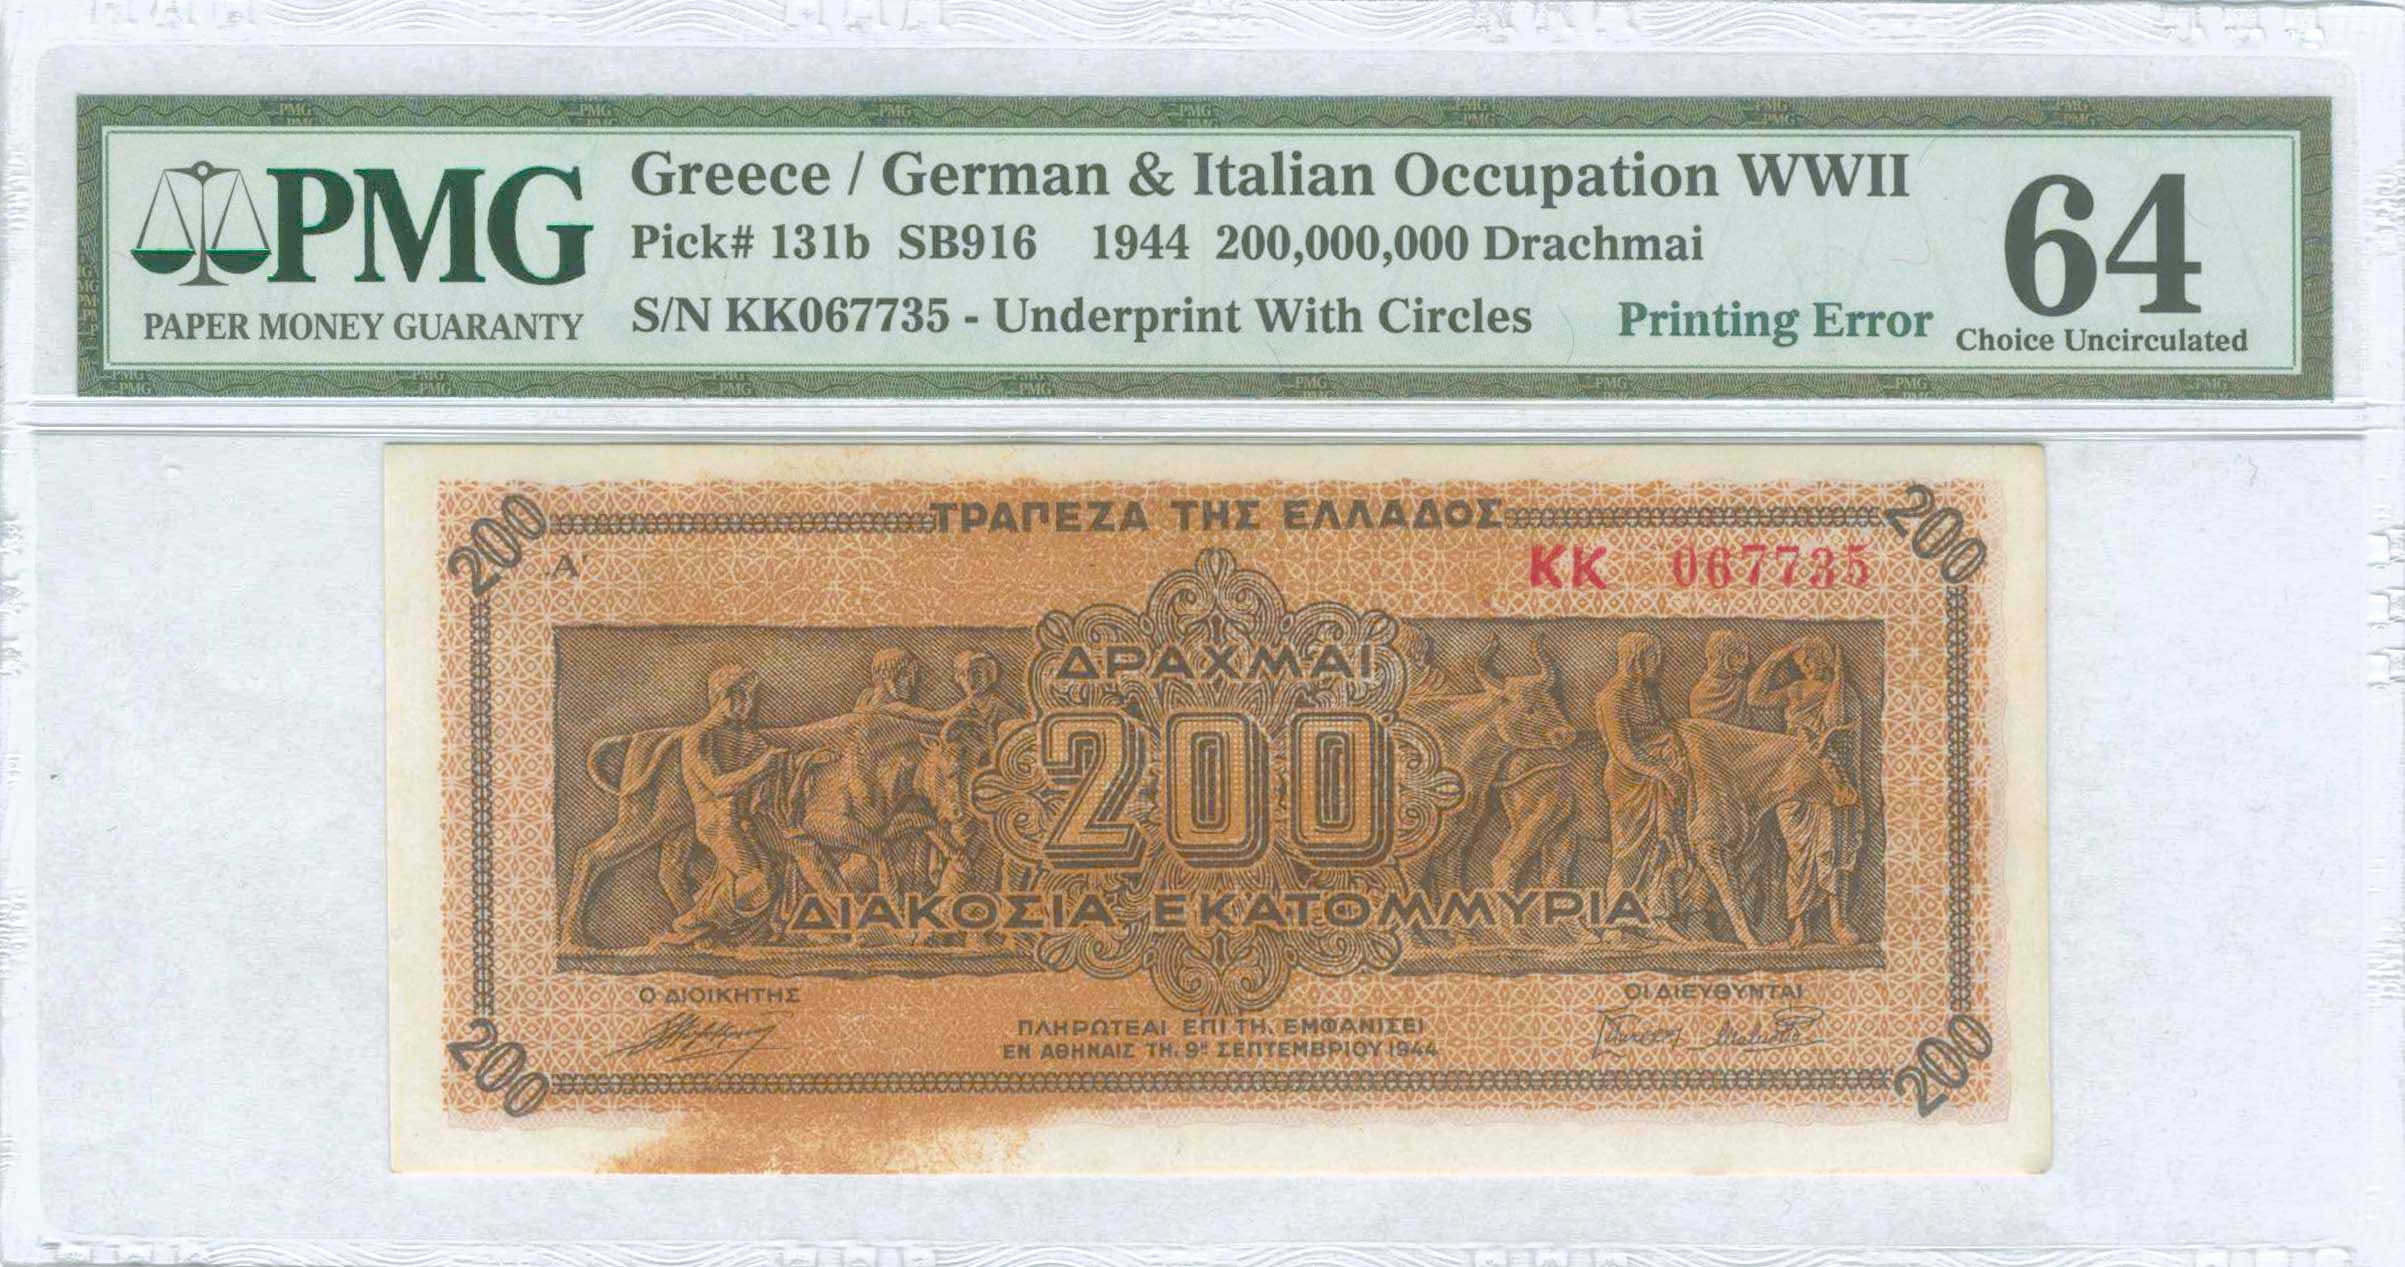 PMG
PAPER MONEY GUARANTY
Greece / German & Italian Occupation WWII
Pick# 131b SB916 1944 200,000,000 Drachmai
S/N KK067735 - Underprint With Circles
Printing Error
64
Choice Uncirculated
200
ΤΡΑΠΕΖΑ ΤΗΣ ΕΛΛΑΔΟΣ
200
.Α
KK 067735
ΔΡΑΧΜΑΙ
200
ΔΙΑΚΟΣΙΑ ΕΚΑΤΟΜΜΥΡΙΑ
Ο ΔΙΟΙΚΗΤΗΣ
ΟΙ ΔΙΕΥΘΥΝΤΑΙ
ΠΛΗΡΩΤΕΑΙ ΕΠΙ ΤΗ. ΕΜΦΑΝΙΣΕΙ
ΕΝ ΑΘΗΝΑΙΣ ΤΗ. 9ῃ ΣΕΠΤΕΜΒΡΙΟΥ 1944
200
200